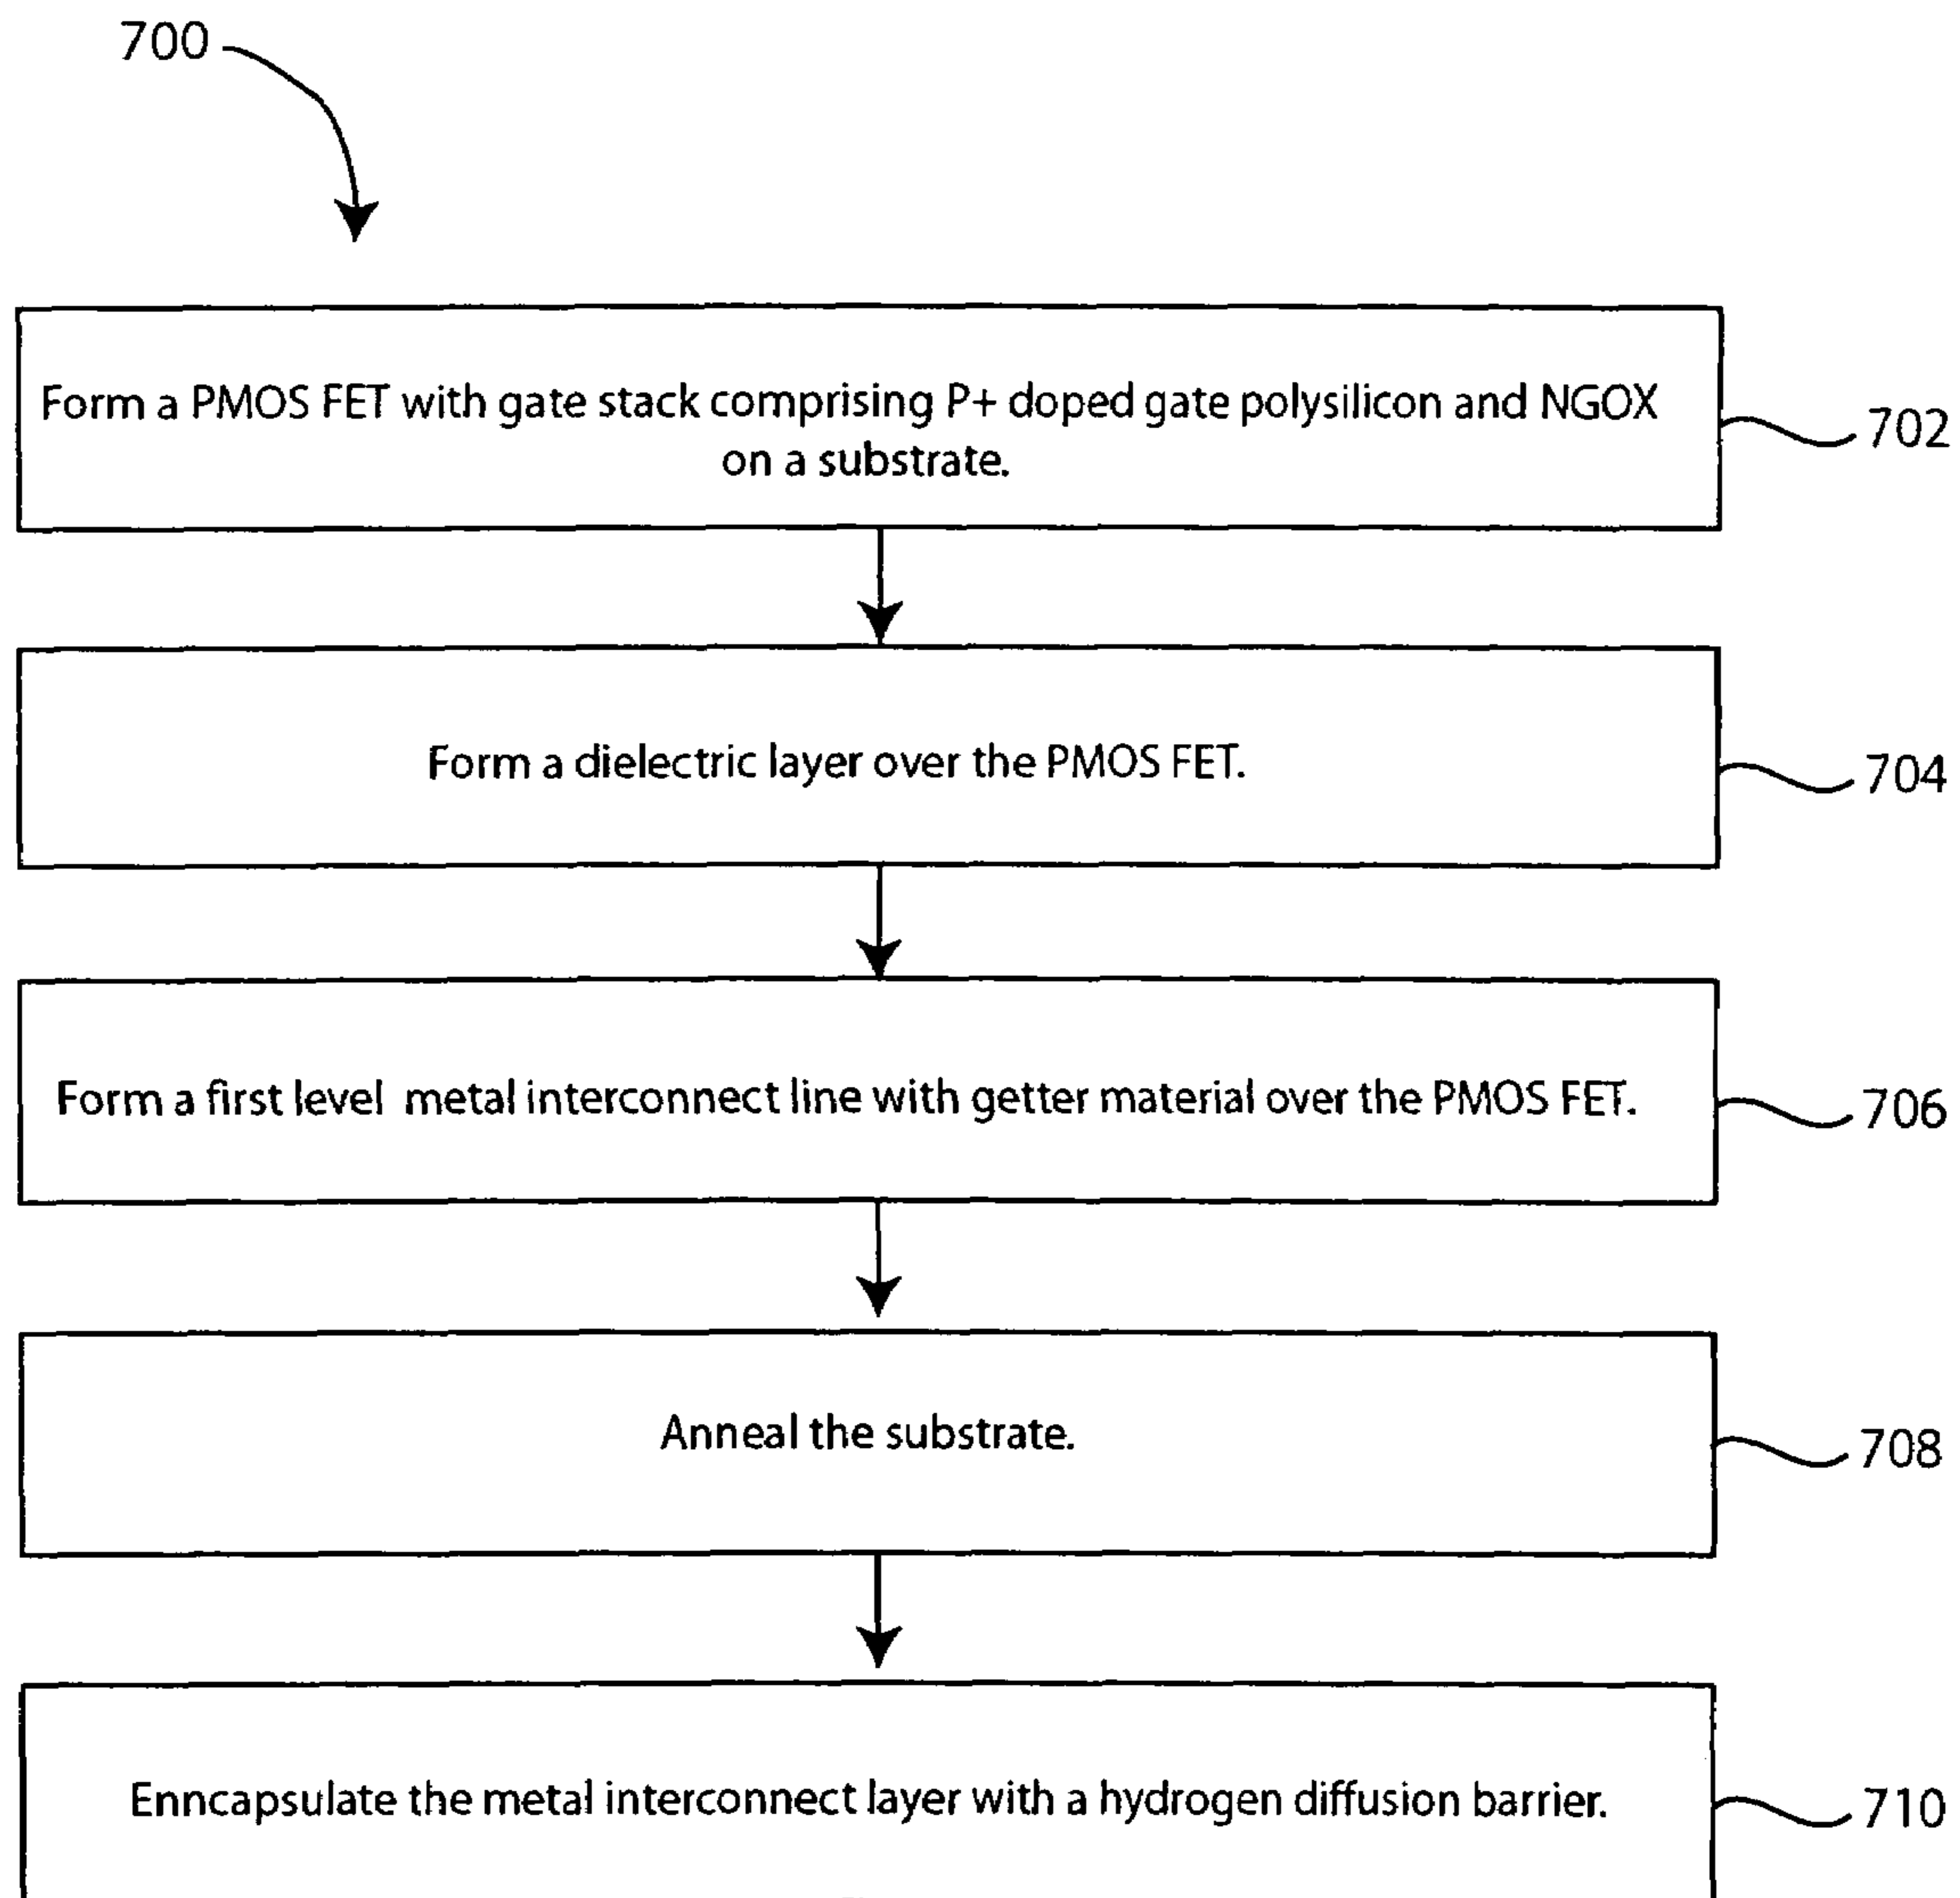 700
Form a PMOS FET with gate stack comprising P+ doped gate polysilicon and NGOX
on a substrate.
702
Form a dielectric layer over the PMOS FET.
704
Form a first level metal interconnect line with getter material over the PMOS FET.
706
Anneal the substrate.
708
Enncapsulate the metal interconnect layer with a hydrogen diffusion barrier.
710